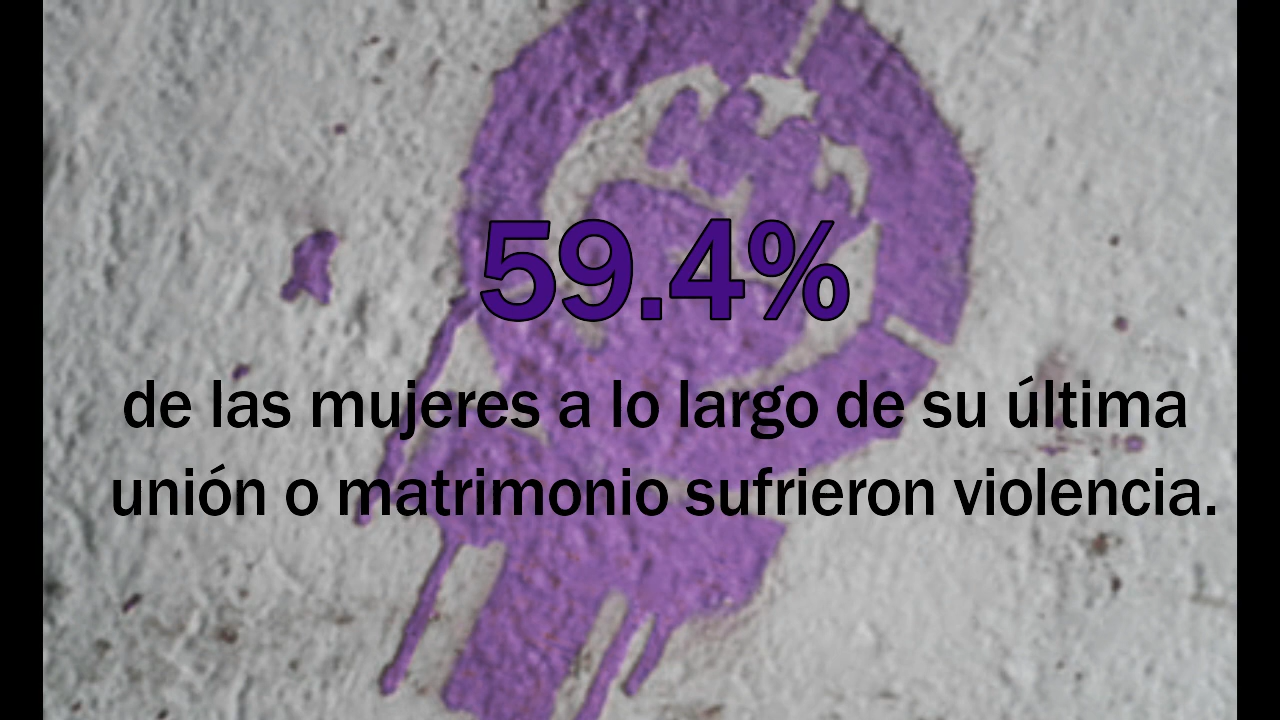 59.4%
de las mujeres a lo largo de su última
unión o matrimonio sufrieron violencia.